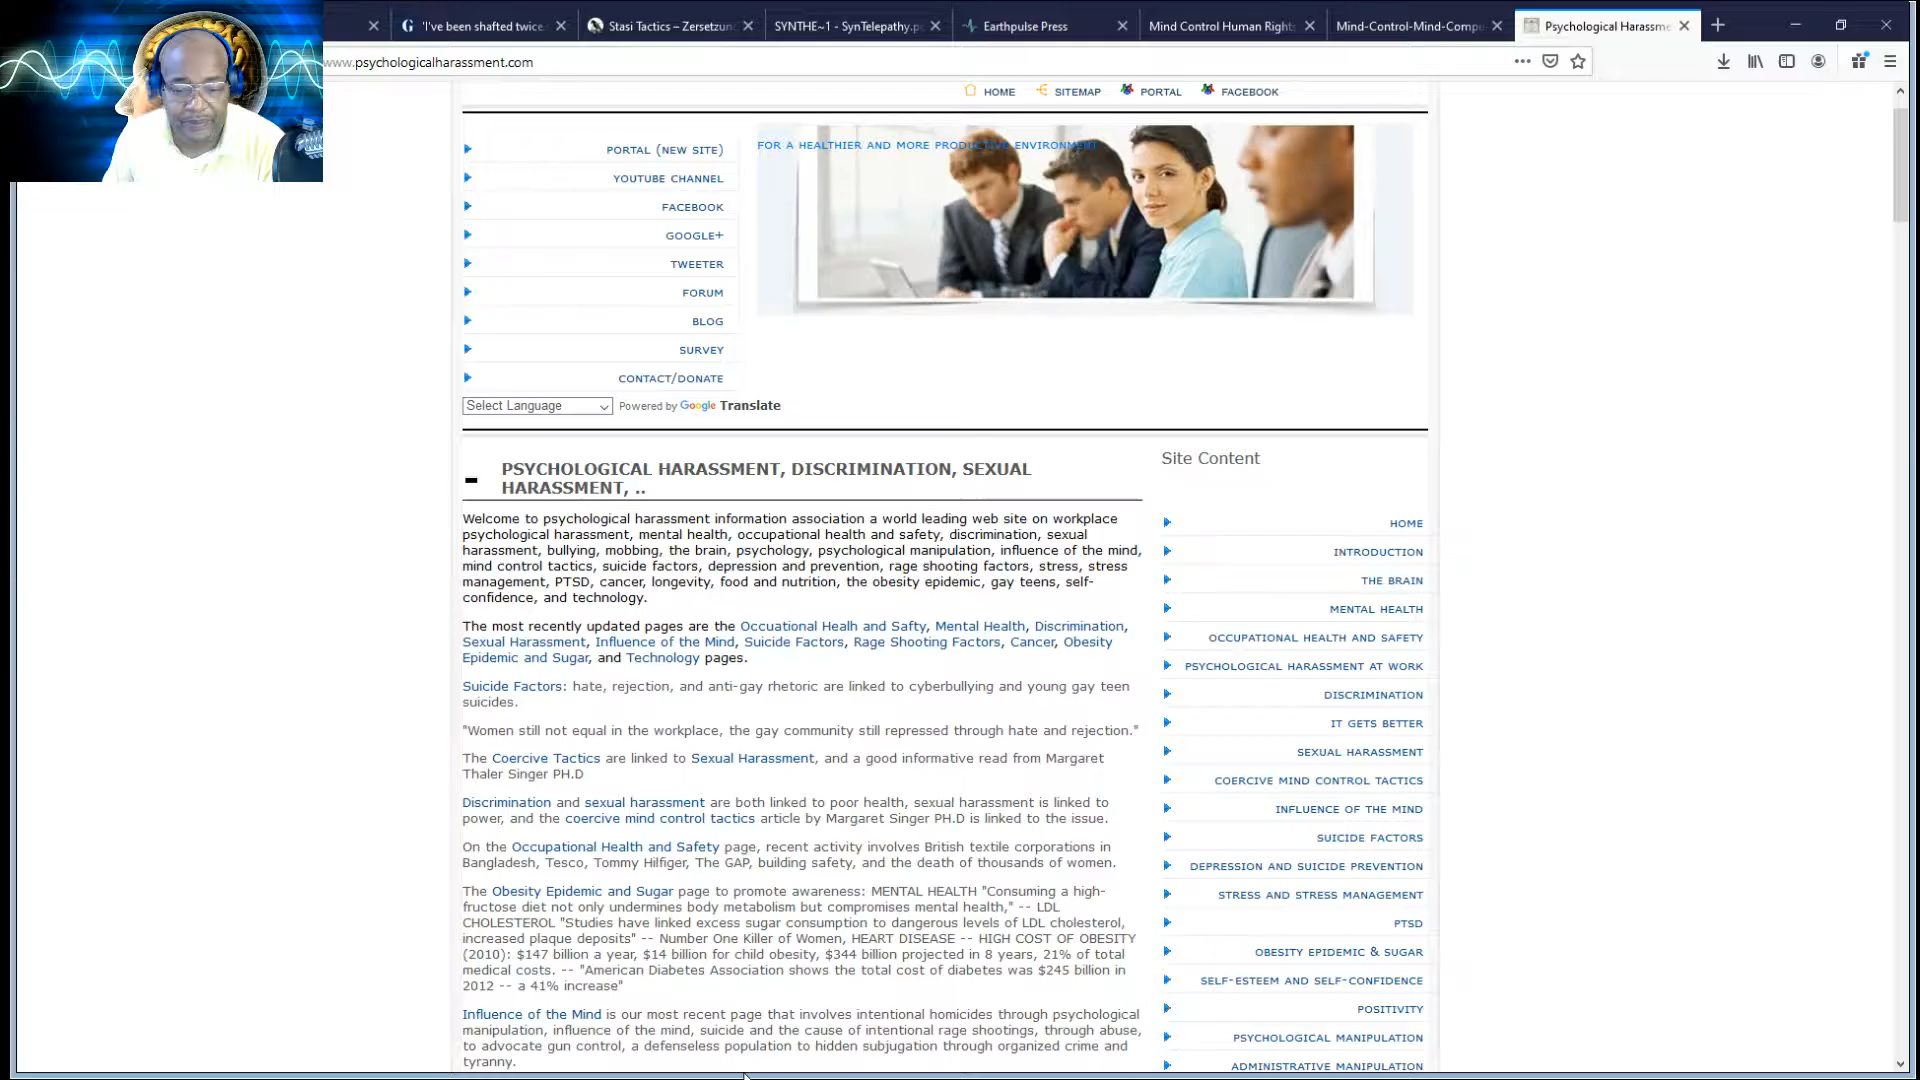 'I've been shafted twice
Stasi Tactics – Zersetzun
SYNTHE~1 - SynTelepathy.p
Earthpulse Press
Mind Control Human Rights
Mind-Control-Mind-Compu
Psychological Harassme
www.psychologicalharassment.com
HOME
SITEMAP
PORTAL
FACEBOOK
PORTAL (NEW SITE)
YOUTUBE CHANNEL
FACEBOOK
GOOGLE+
TWEETER
FORUM
BLOG
SURVEY
CONTACT/DONATE
FOR A HEALTHIER AND MORE PRODUCTIVE ENVIRONMENT
Select Language
Powered by Google Translate
PSYCHOLOGICAL HARASSMENT, DISCRIMINATION, SEXUAL
HARASSMENT, ..
Welcome to psychological harassment information association a world leading web site on workplace
psychological harassment, mental health, occupational health and safety, discrimination, sexual
harassment, bullying, mobbing, the brain, psychology, psychological manipulation, influence of the mind,
mind control tactics, suicide factors, depression and prevention, rage shooting factors, stress, stress
management, PTSD, cancer, longevity, food and nutrition, the obesity epidemic, gay teens, self-
confidence, and technology.
The most recently updated pages are the Occuational Healh and Safty, Mental Health, Discrimination,
Sexual Harassment, Influence of the Mind, Suicide Factors, Rage Shooting Factors, Cancer, Obesity
Epidemic and Sugar, and Technology pages.
Suicide Factors: hate, rejection, and anti-gay rhetoric are linked to cyberbullying and young gay teen
suicides.
"Women still not equal in the workplace, the gay community still repressed through hate and rejection."
The Coercive Tactics are linked to Sexual Harassment, and a good informative read from Margaret
Thaler Singer PH.D
Discrimination and sexual harassment are both linked to poor health, sexual harassment is linked to
power, and the coercive mind control tactics article by Margaret Singer PH.D is linked to the issue.
On the Occupational Health and Safety page, recent activity involves British textile corporations in
Bangladesh, Tesco, Tommy Hilfiger, The GAP, building safety, and the death of thousands of women.
The Obesity Epidemic and Sugar page to promote awareness: MENTAL HEALTH "Consuming a high-
fructose diet not only undermines body metabolism but compromises mental health," -- LDL
CHOLESTEROL "Studies have linked excess sugar consumption to dangerous levels of LDL cholesterol,
increased plaque deposits" -- Number One Killer of Women, HEART DISEASE -- HIGH COST OF OBESITY
(2010): $147 billion a year, $14 billion for child obesity, $344 billion projected in 8 years, 21% of total
medical costs. -- "American Diabetes Association shows the total cost of diabetes was $245 billion in
2012 -- a 41% increase"
Influence of the Mind is our most recent page that involves intentional homicides through psychological
manipulation, influence of the mind, suicide and the cause of intentional rage shootings, through abuse,
to advocate gun control, a defenseless population to hidden subjugation through organized crime and
tyranny.
Site Content
HOME
INTRODUCTION
THE BRAIN
MENTAL HEALTH
OCCUPATIONAL HEALTH AND SAFETY
PSYCHOLOGICAL HARASSMENT AT WORK
DISCRIMINATION
IT GETS BETTER
SEXUAL HARASSMENT
COERCIVE MIND CONTROL TACTICS
INFLUENCE OF THE MIND
SUICIDE FACTORS
DEPRESSION AND SUICIDE PREVENTION
STRESS AND STRESS MANAGEMENT
PTSD
OBESITY EPIDEMIC & SUGAR
SELF-ESTEEM AND SELF-CONFIDENCE
POSITIVITY
PSYCHOLOGICAL MANIPULATION
ADMINISTRATIVE MANIPULATION